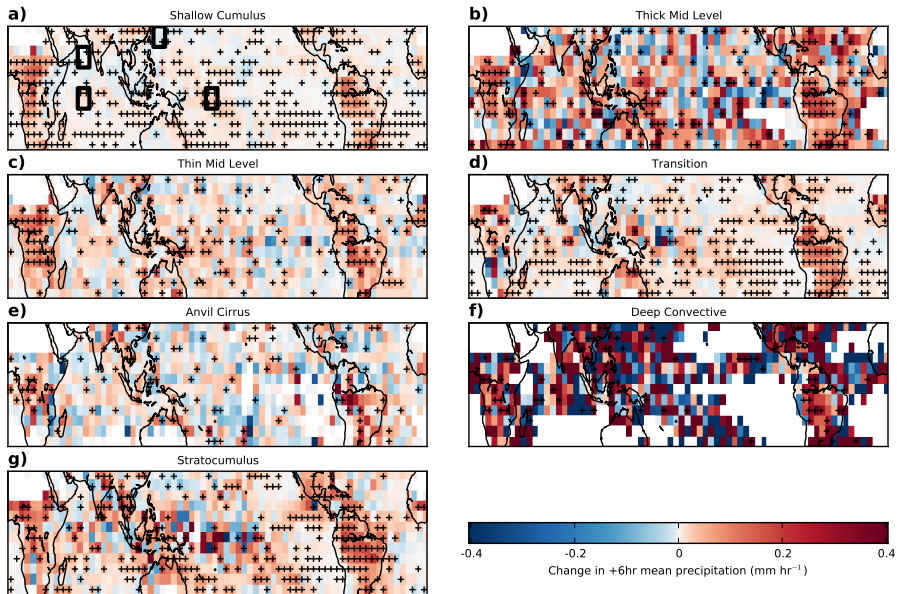 a) Shallow Cumulus
b) Thick Mid Level
c) Thin Mid Level
d) Transition
e) Anvil Cirrus
f) Deep Convective
g) Stratocumulus
-0.4 -0.2 0 0.2 0.4
Change in +6hr mean precipitation (mm hr⁻¹)